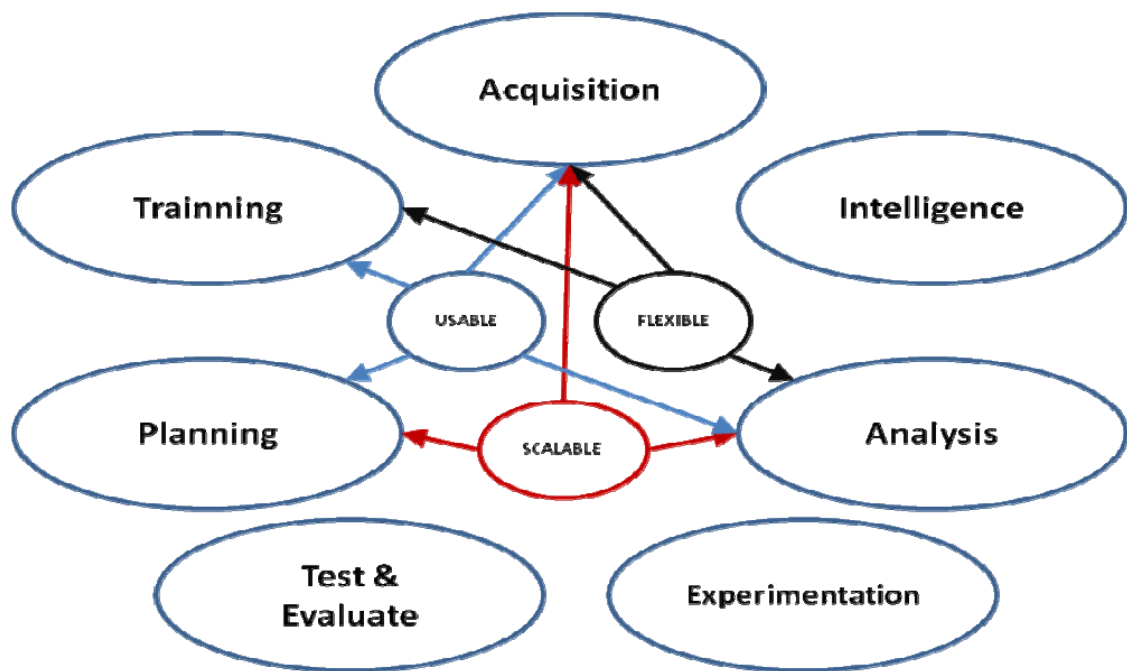 Acquisition
Trainning
Intelligence
USABLE
FLEXIBLE
Planning
SCALABLE
Analysis
Test &
Evaluate
Experimentation